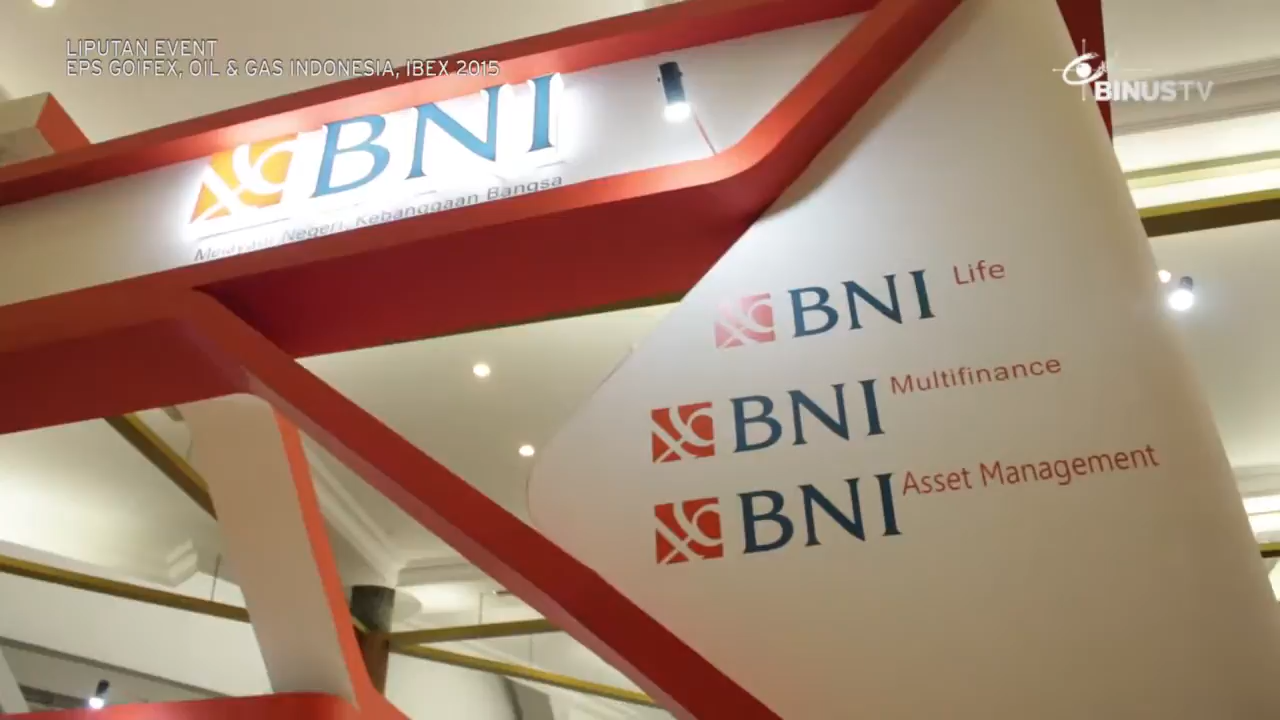 LIPUTAN EVENT
EPS GOIFEX, OIL & GAS INDONESIA, IBEX 2015
BINUSTV
BNI
Melayani Negeri, Kebanggaan Bangsa
BNI Life
BNI Multifinance
BNI Asset Management